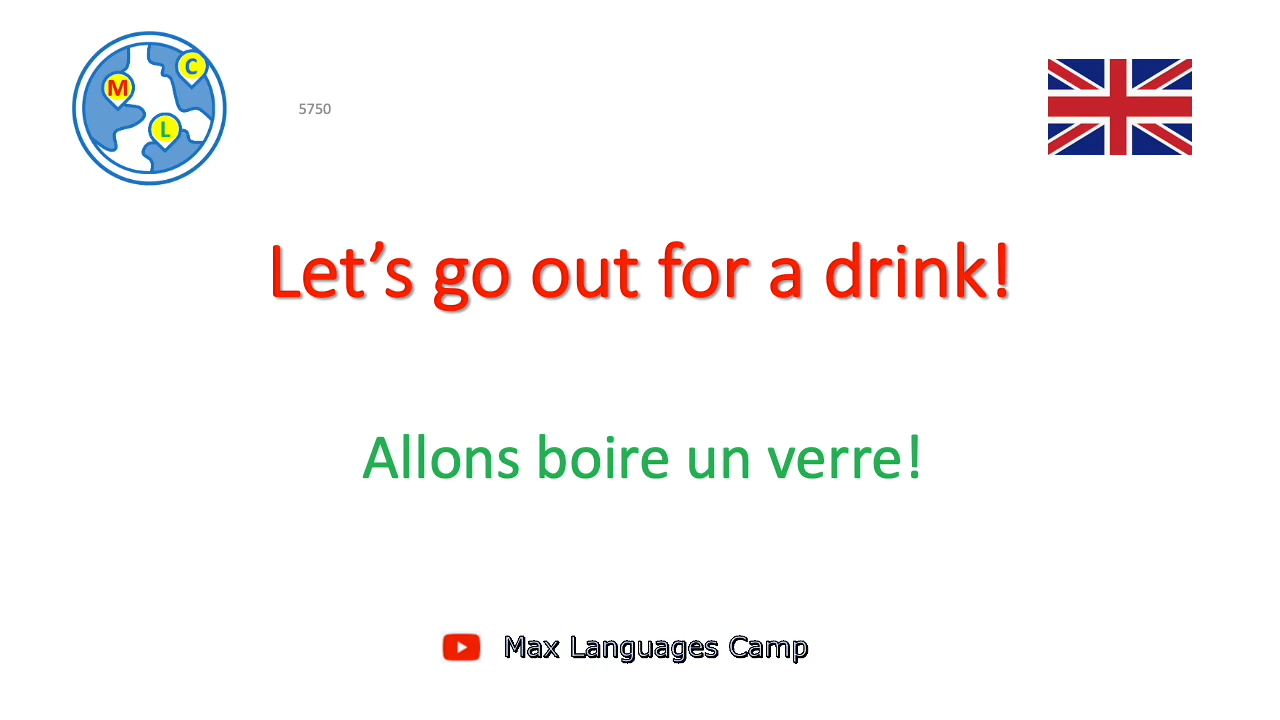 C
M
L
5750
Let’s go out for a drink!
Allons boire un verre!
Max Languages Camp